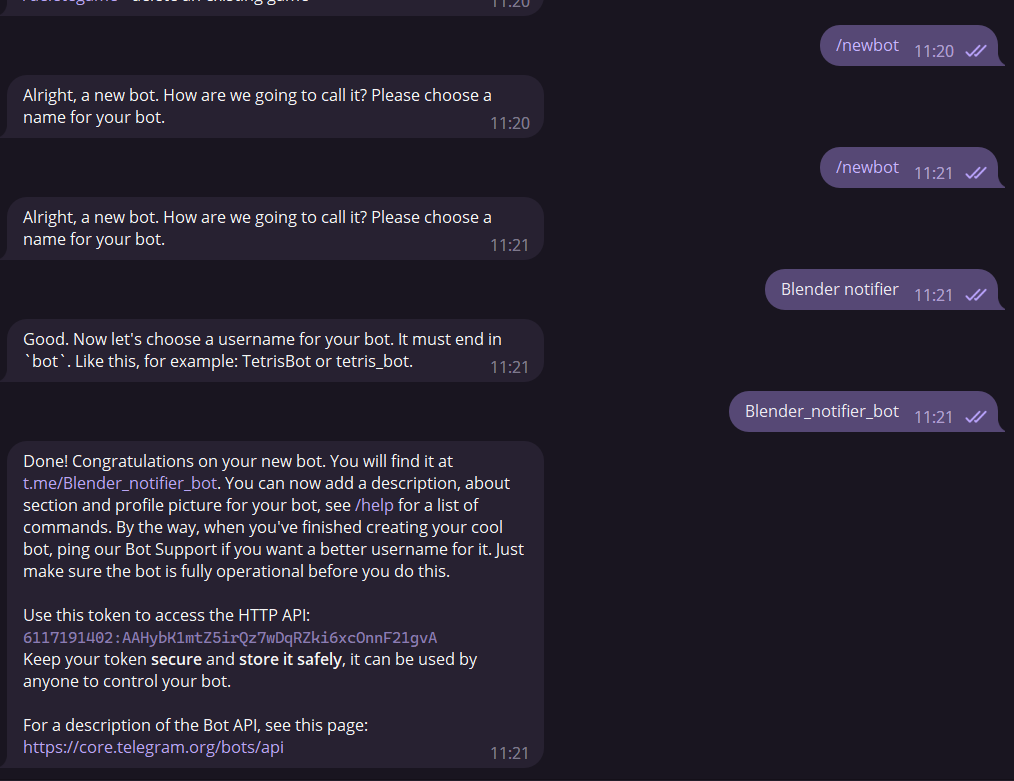 /deletegame - delete an existing game
11:20
/newbot 11:20
Alright, a new bot. How are we going to call it? Please choose a
name for your bot.
11:20
/newbot 11:21
Alright, a new bot. How are we going to call it? Please choose a
name for your bot.
11:21
Blender notifier 11:21
Good. Now let's choose a username for your bot. It must end in
`bot`. Like this, for example: TetrisBot or tetris_bot.
11:21
Blender_notifier_bot 11:21
Done! Congratulations on your new bot. You will find it at
t.me/Blender_notifier_bot. You can now add a description, about
section and profile picture for your bot, see /help for a list of
commands. By the way, when you've finished creating your cool
bot, ping our Bot Support if you want a better username for it. Just
make sure the bot is fully operational before you do this.
Use this token to access the HTTP API:
6117191402:AAHybK1mtZ5irQz7wDqRZki6xcOnnF21gvA
Keep your token secure and store it safely, it can be used by
anyone to control your bot.
For a description of the Bot API, see this page:
https://core.telegram.org/bots/api
11:21